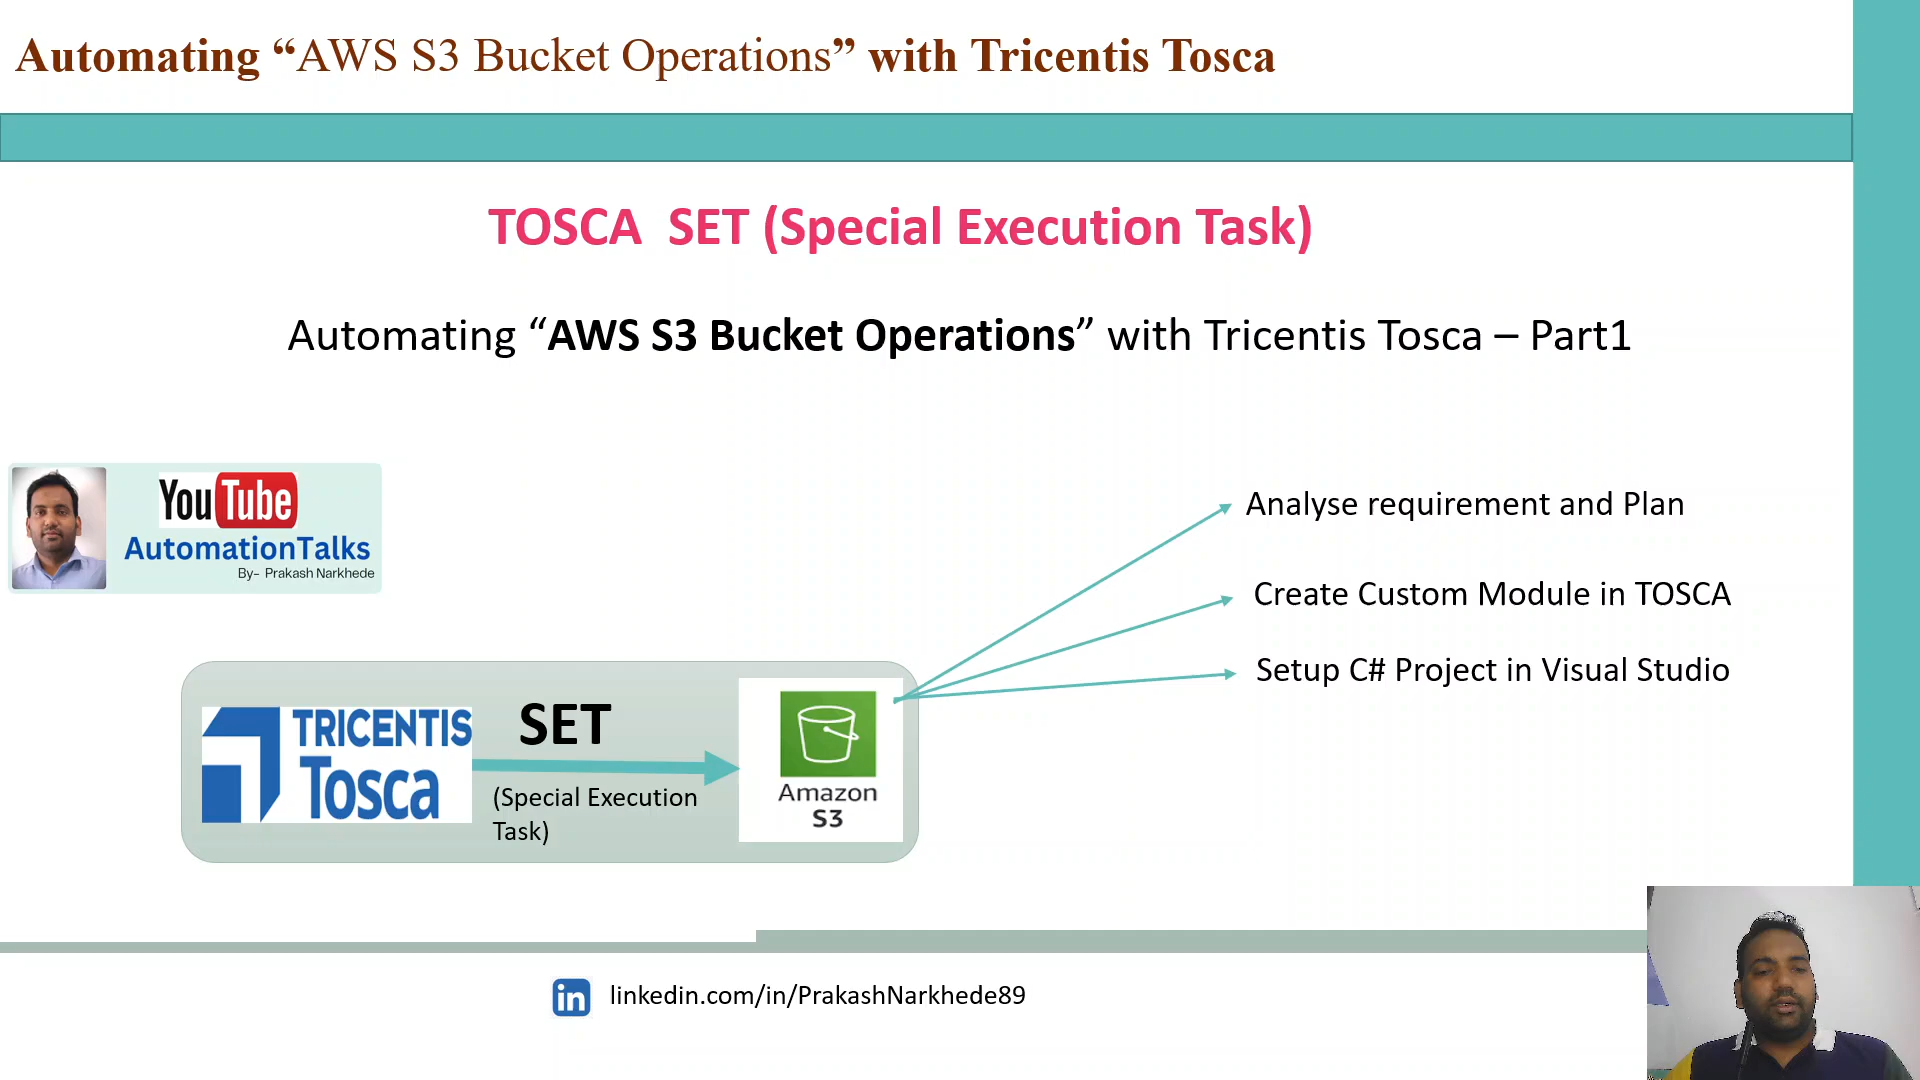 Automating “AWS S3 Bucket Operations” with Tricentis Tosca
TOSCA SET (Special Execution Task)
Automating “AWS S3 Bucket Operations” with Tricentis Tosca – Part1
YouTube
AutomationTalks
By- Prakash Narkhede
Analyse requirement and Plan
Create Custom Module in TOSCA
Setup C# Project in Visual Studio
TRICENTIS
Tosca
SET
(Special Execution
Task)
Amazon
S3
in
linkedin.com/in/PrakashNarkhede89